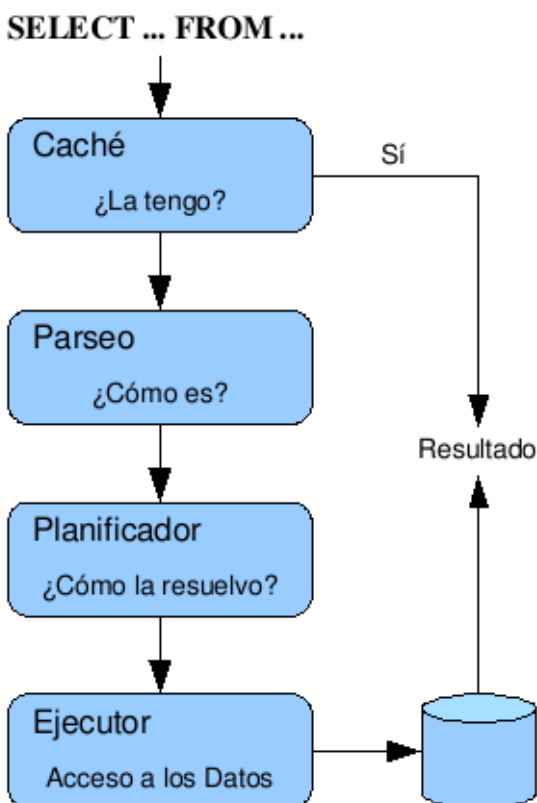 SELECT ... FROM ...
Caché
Sí
¿La tengo?
Parseo
¿Cómo es?
Resultado
Planificador
¿Cómo la resuelvo?
Ejecutor
Acceso a los Datos